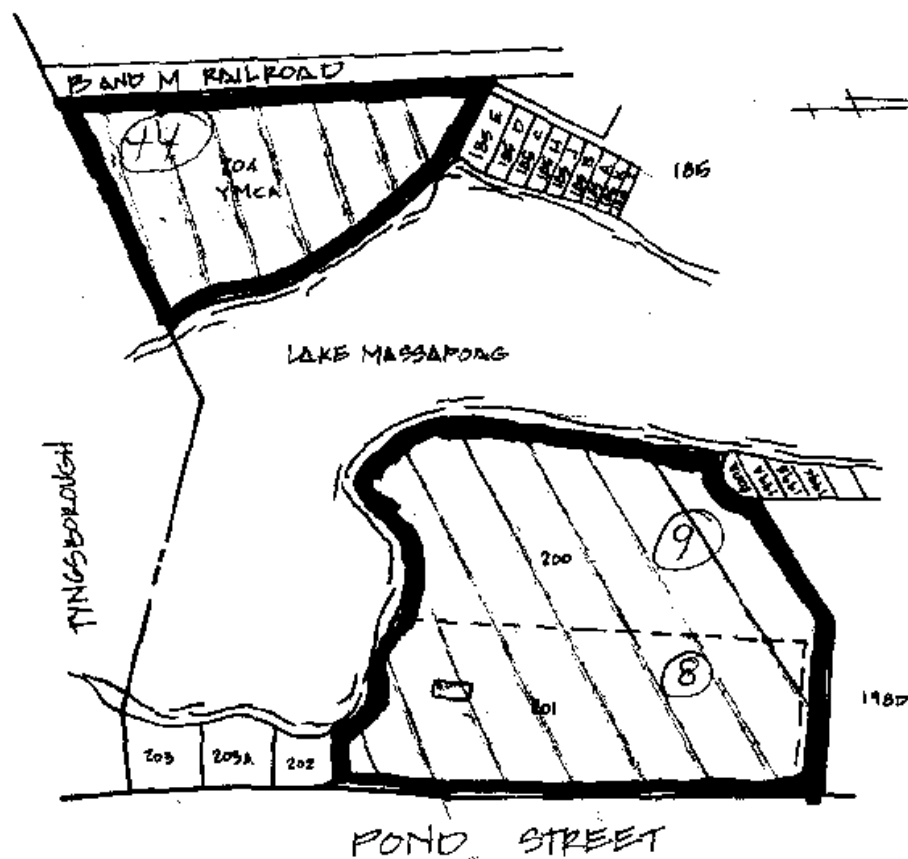 B AND M RAILROAD
44
204
YMCA
185
LAKE MASSAPOAG
TYNGSBOROUGH
9
200
8
201
198D
203
203A
202
POND STREET